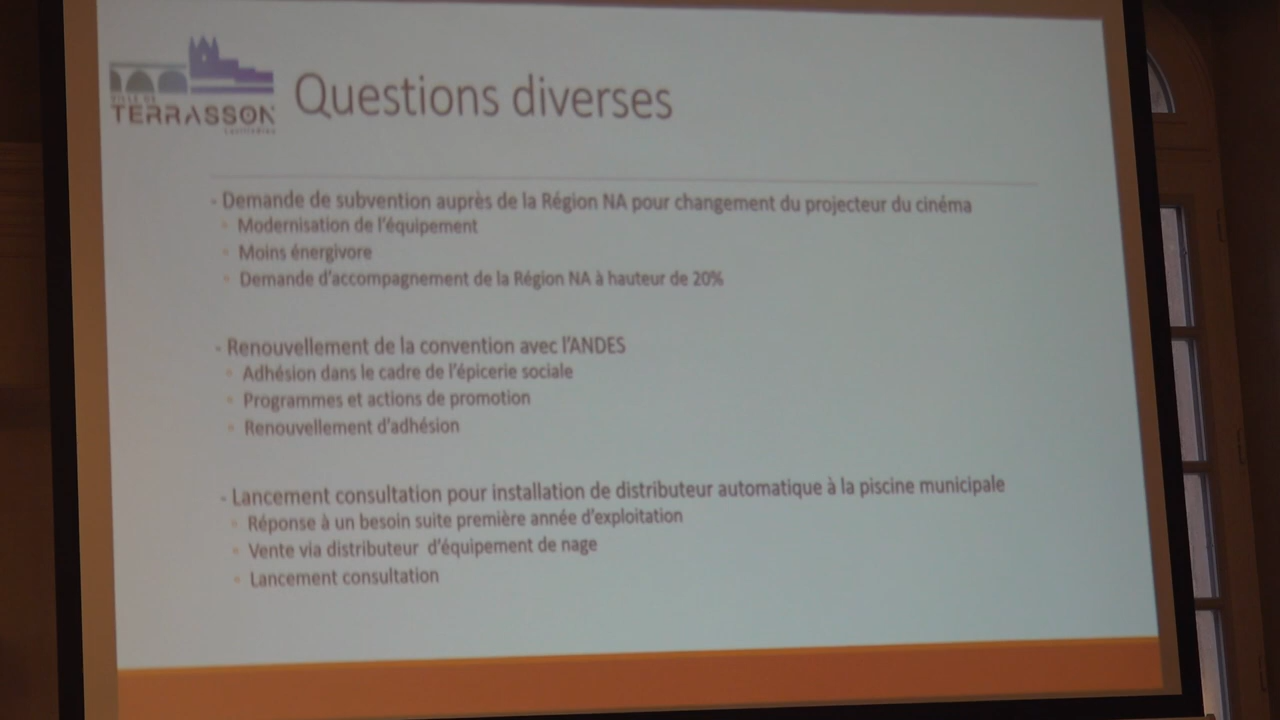 VILLE DE
TERRASSON
Lavilledieu
Questions diverses
- Demande de subvention auprès de la Région NA pour changement du projecteur du cinéma
Modernisation de l'équipement
Moins énergivore
Demande d'accompagnement de la Région NA à hauteur de 20%
- Renouvellement de la convention avec l'ANDES
Adhésion dans le cadre de l'épicerie sociale
Programmes et actions de promotion
Renouvellement d'adhésion
- Lancement consultation pour installation de distributeur automatique à la piscine municipale
Réponse à un besoin suite première année d'exploitation
Vente via distributeur d'équipement de nage
Lancement consultation